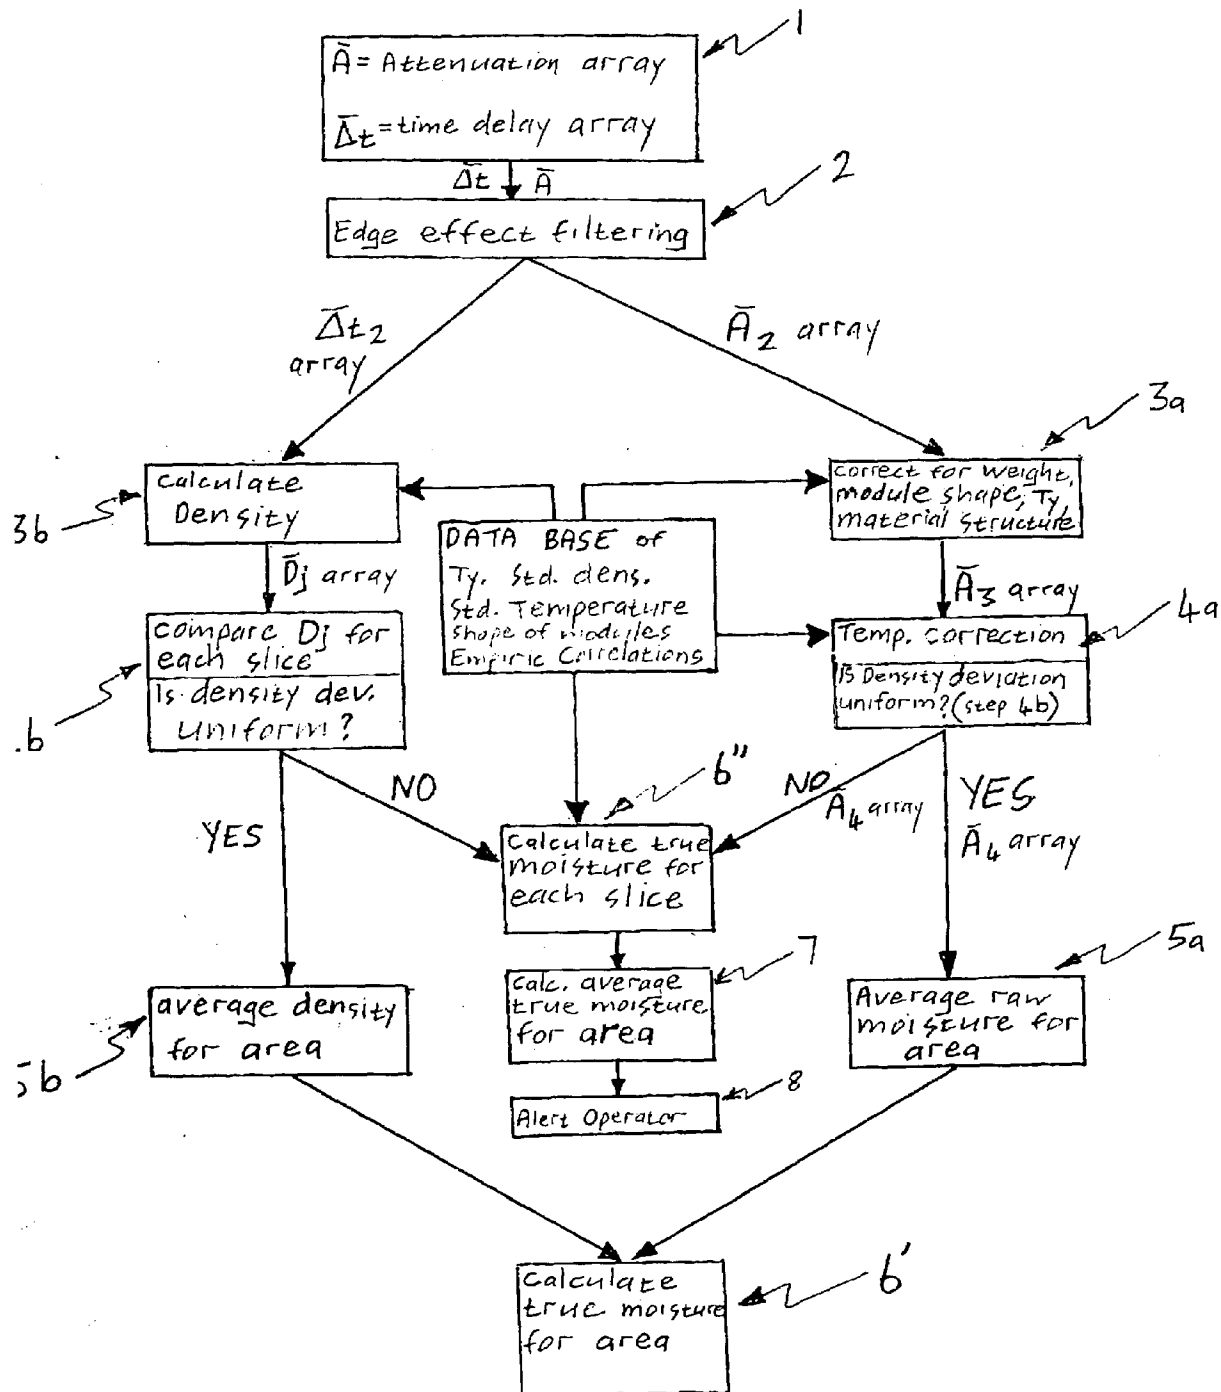 1
Ā = Attenuation array
Δ̄t = time delay array
Δ̄t Ā
2
Edge effect filtering
Δ̄t2
array
Ā2 array
3a
Calculate
Density
3b
Correct for weight,
module shape, Ty,
material structure
DATA BASE of
Ty. Std. dens.
Std. Temperature
Shape of modules
Empiric Correlations
D̄j array
Ā3 array
4a
Compare Dj for
each slice
Is density dev.
uniform?
.b
Temp. correction
Is Density deviation
uniform? (step 4b)
NO
YES
6"
NO
Ā4 array
YES
Ā4 array
Calculate true
moisture for
each slice
7
5a
Calc. average
true moisture
for area
average density
for area
5b
Average raw
moisture for
area
8
Alert Operator
6'
Calculate
true moisture
for area